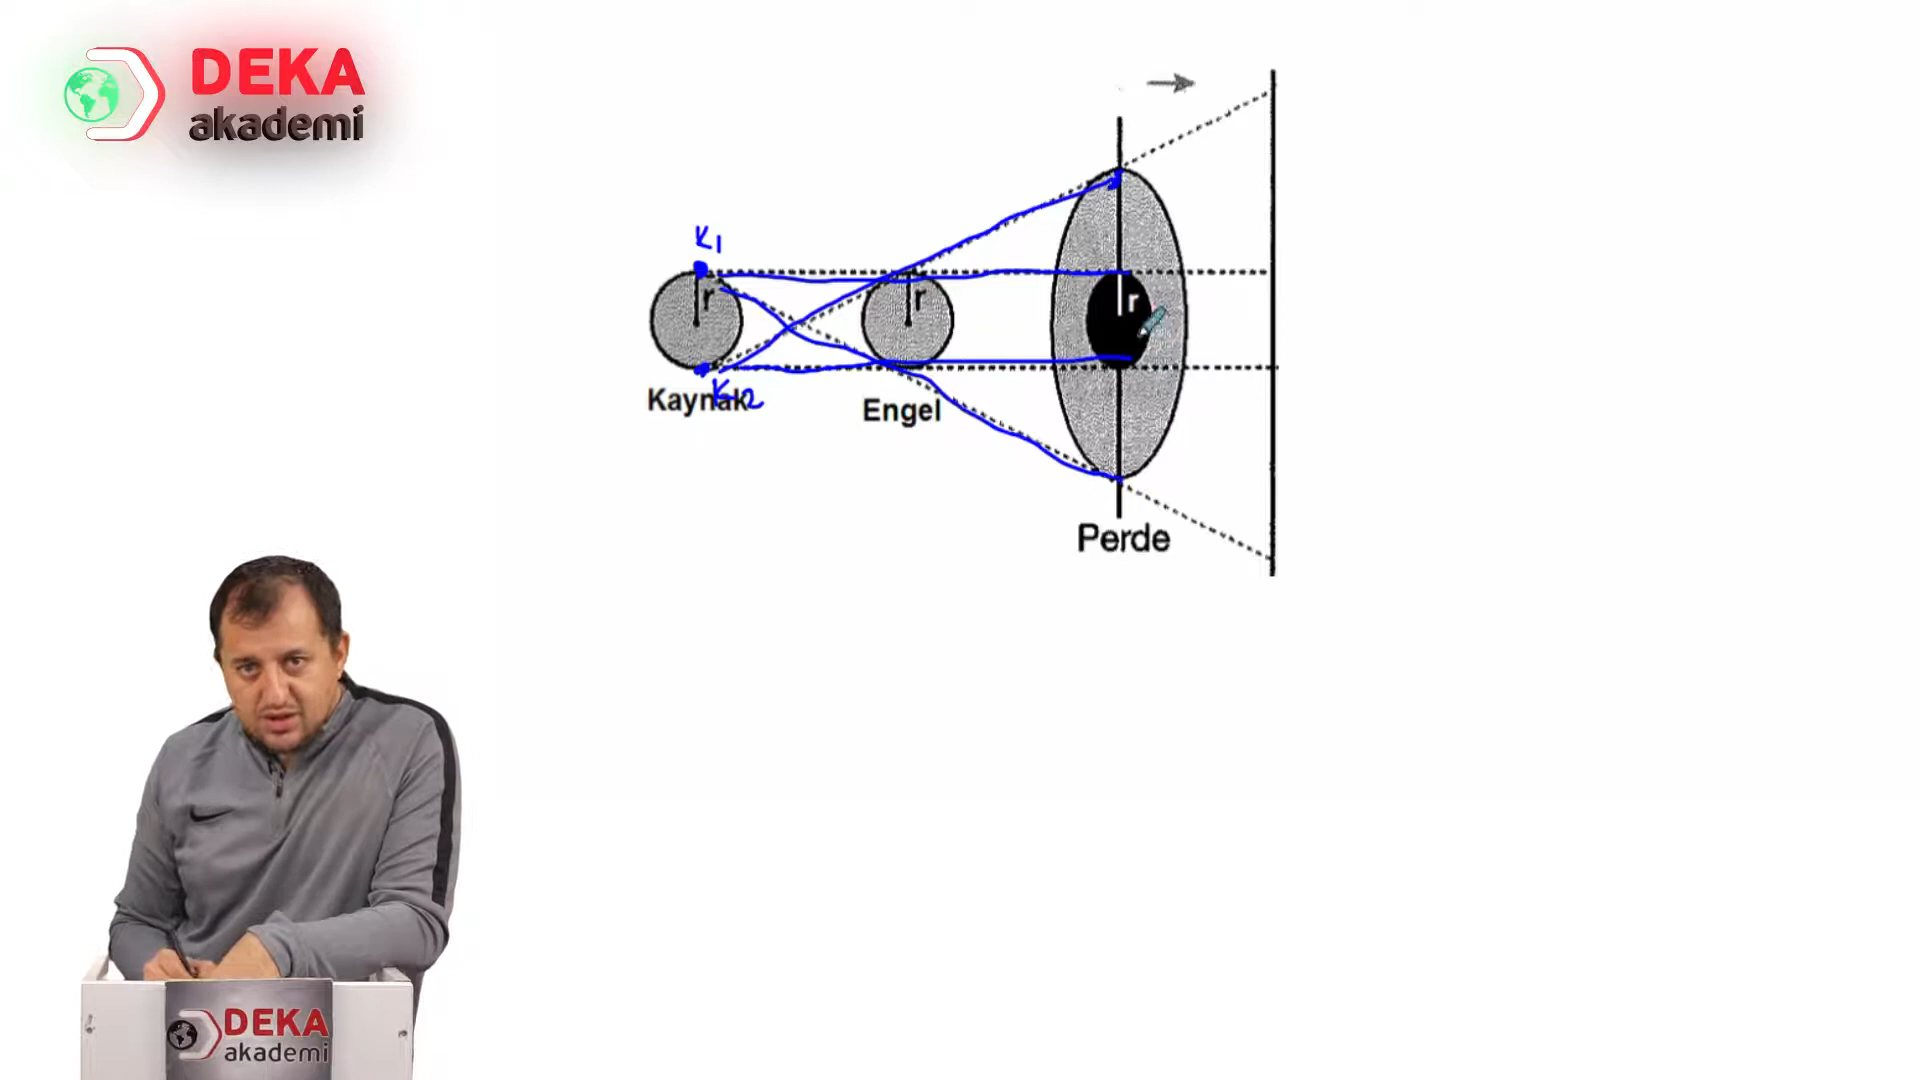 DEKA
akademi
K1
r
r
r
Kaynak
K2
Engel
Perde
DEKA
akademi